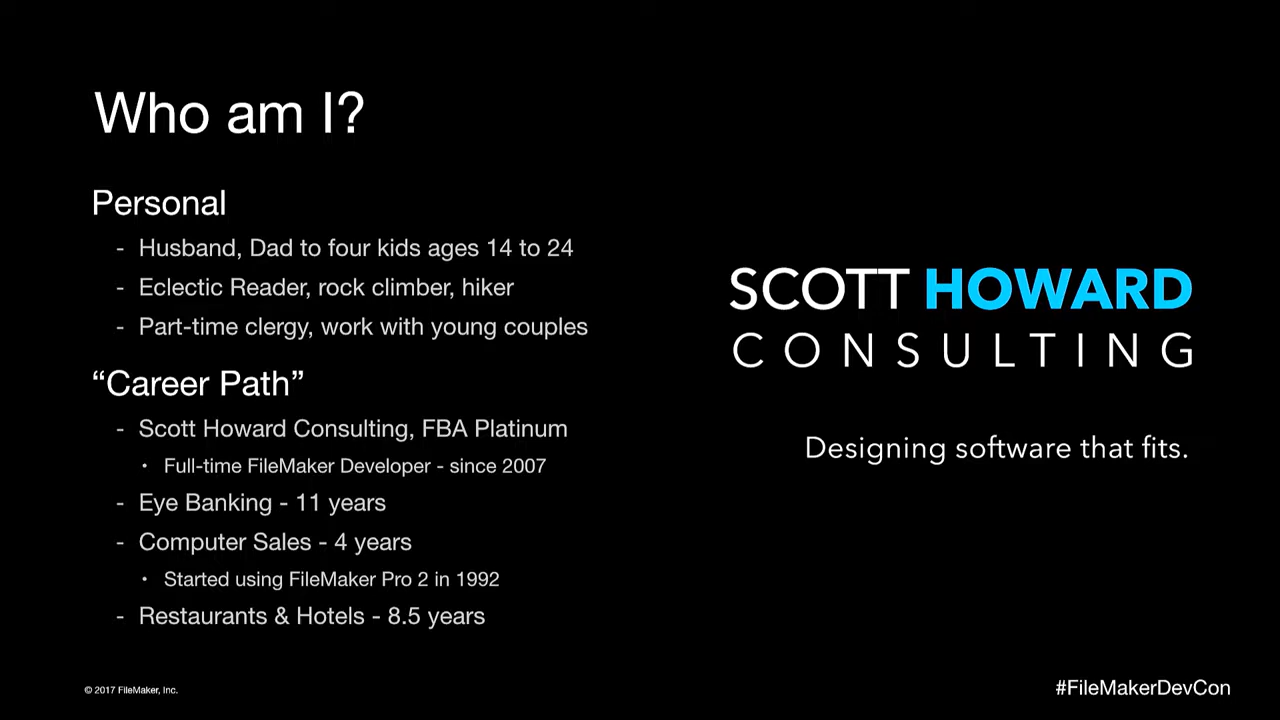 Who am I?
Personal
- Husband, Dad to four kids ages 14 to 24
- Eclectic Reader, rock climber, hiker
- Part-time clergy, work with young couples
“Career Path”
- Scott Howard Consulting, FBA Platinum
• Full-time FileMaker Developer - since 2007
- Eye Banking - 11 years
- Computer Sales - 4 years
• Started using FileMaker Pro 2 in 1992
- Restaurants & Hotels - 8.5 years
SCOTT HOWARD
CONSULTING
Designing software that fits.
© 2017 FileMaker, Inc.
#FileMakerDevCon